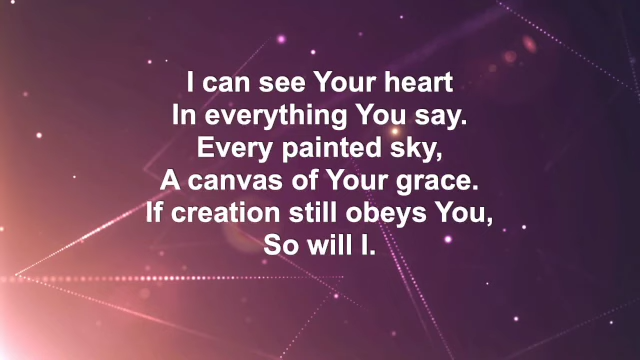 I can see Your heart
In everything You say.
Every painted sky,
A canvas of Your grace.
If creation still obeys You,
So will I.